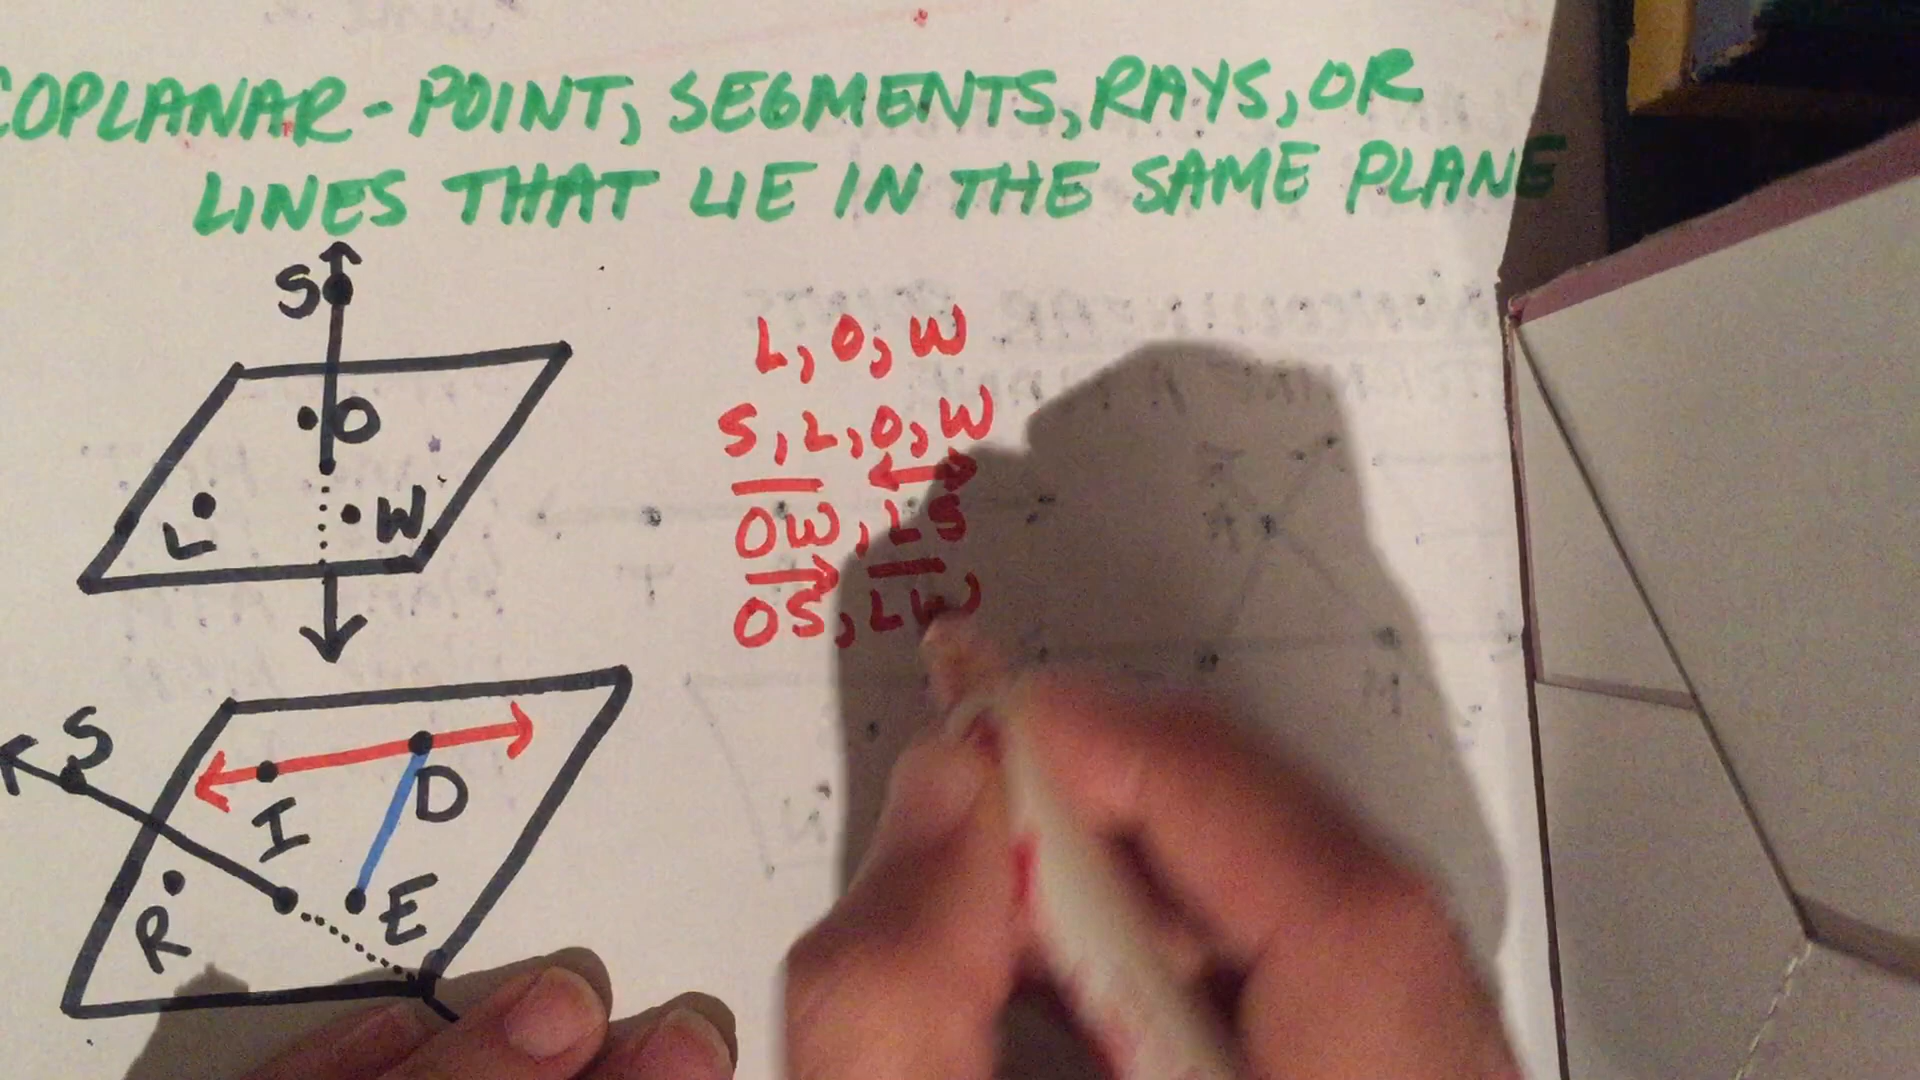 COPLANAR - POINT, SEGMENTS, RAYS, OR
LINES THAT LIE IN THE SAME PLANE
S
O
L
W
L, O, W
S, L, O, W
OW, LS
OS, LW
S
D
I
E
R